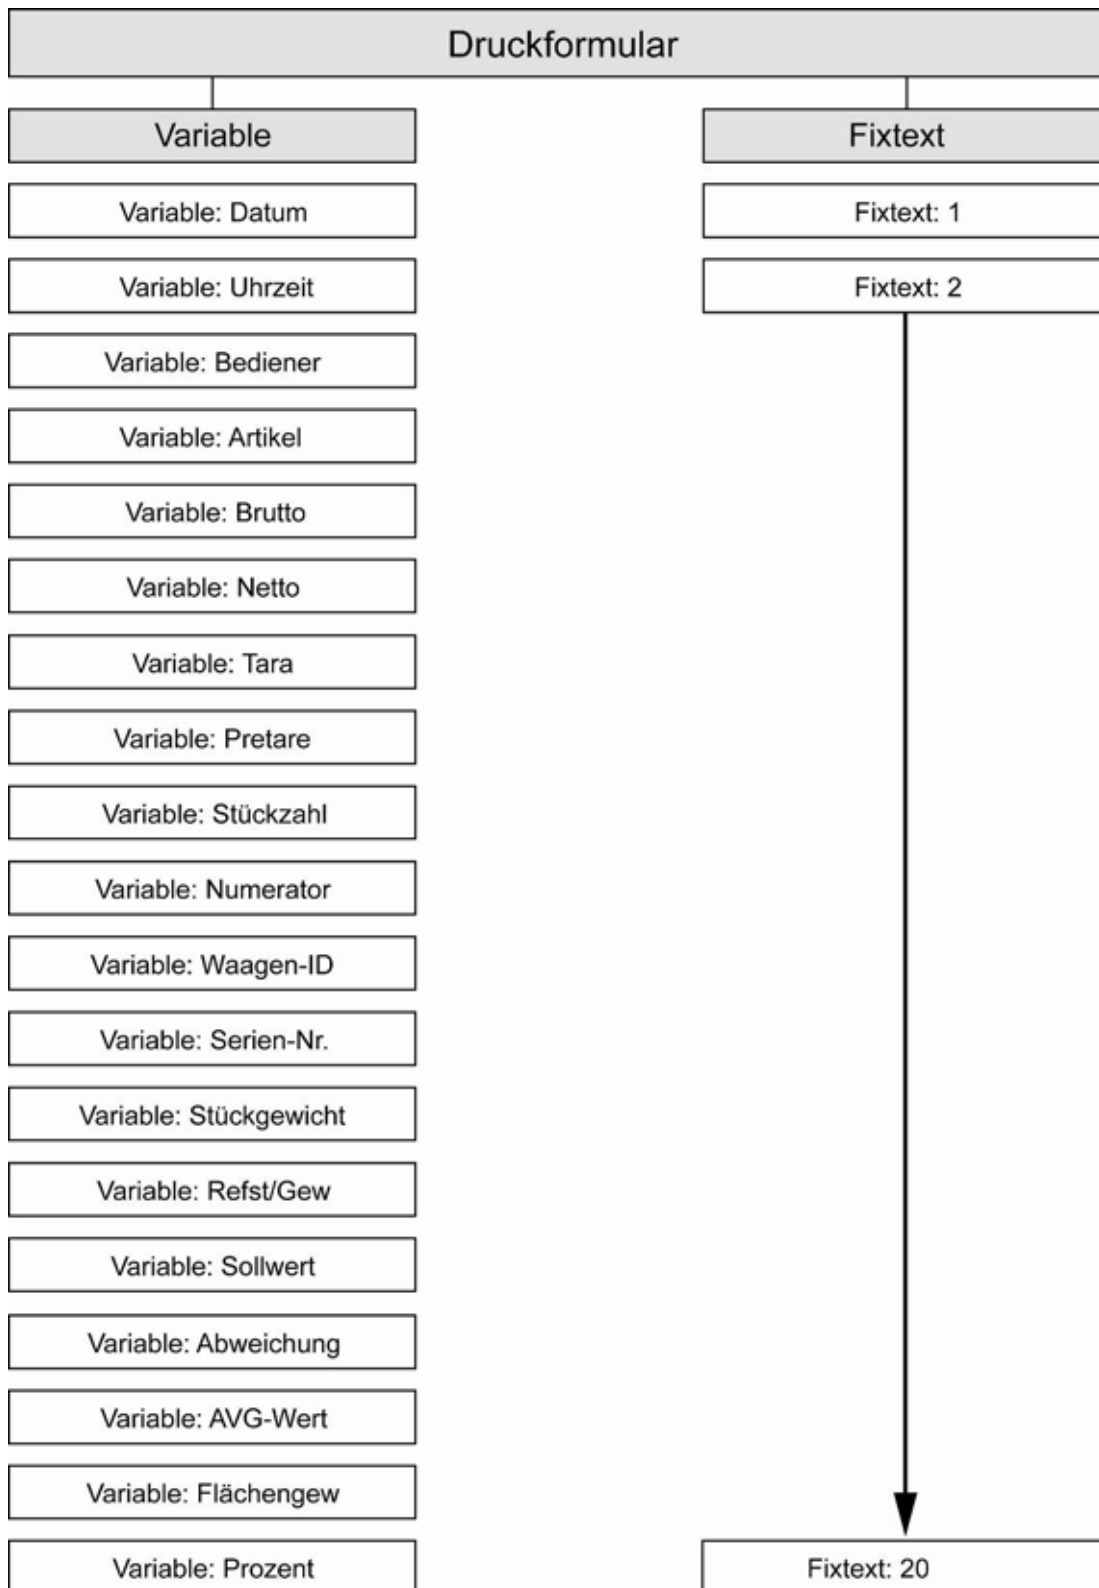 Druckformular
Variable
Fixtext
Variable: Datum
Fixtext: 1
Variable: Uhrzeit
Fixtext: 2
Variable: Bediener
Variable: Artikel
Variable: Brutto
Variable: Netto
Variable: Tara
Variable: Pretare
Variable: Stückzahl
Variable: Numerator
Variable: Waagen-ID
Variable: Serien-Nr.
Variable: Stückgewicht
Variable: Refst/Gew
Variable: Sollwert
Variable: Abweichung
Variable: AVG-Wert
Variable: Flächengew
Variable: Prozent
Fixtext: 20